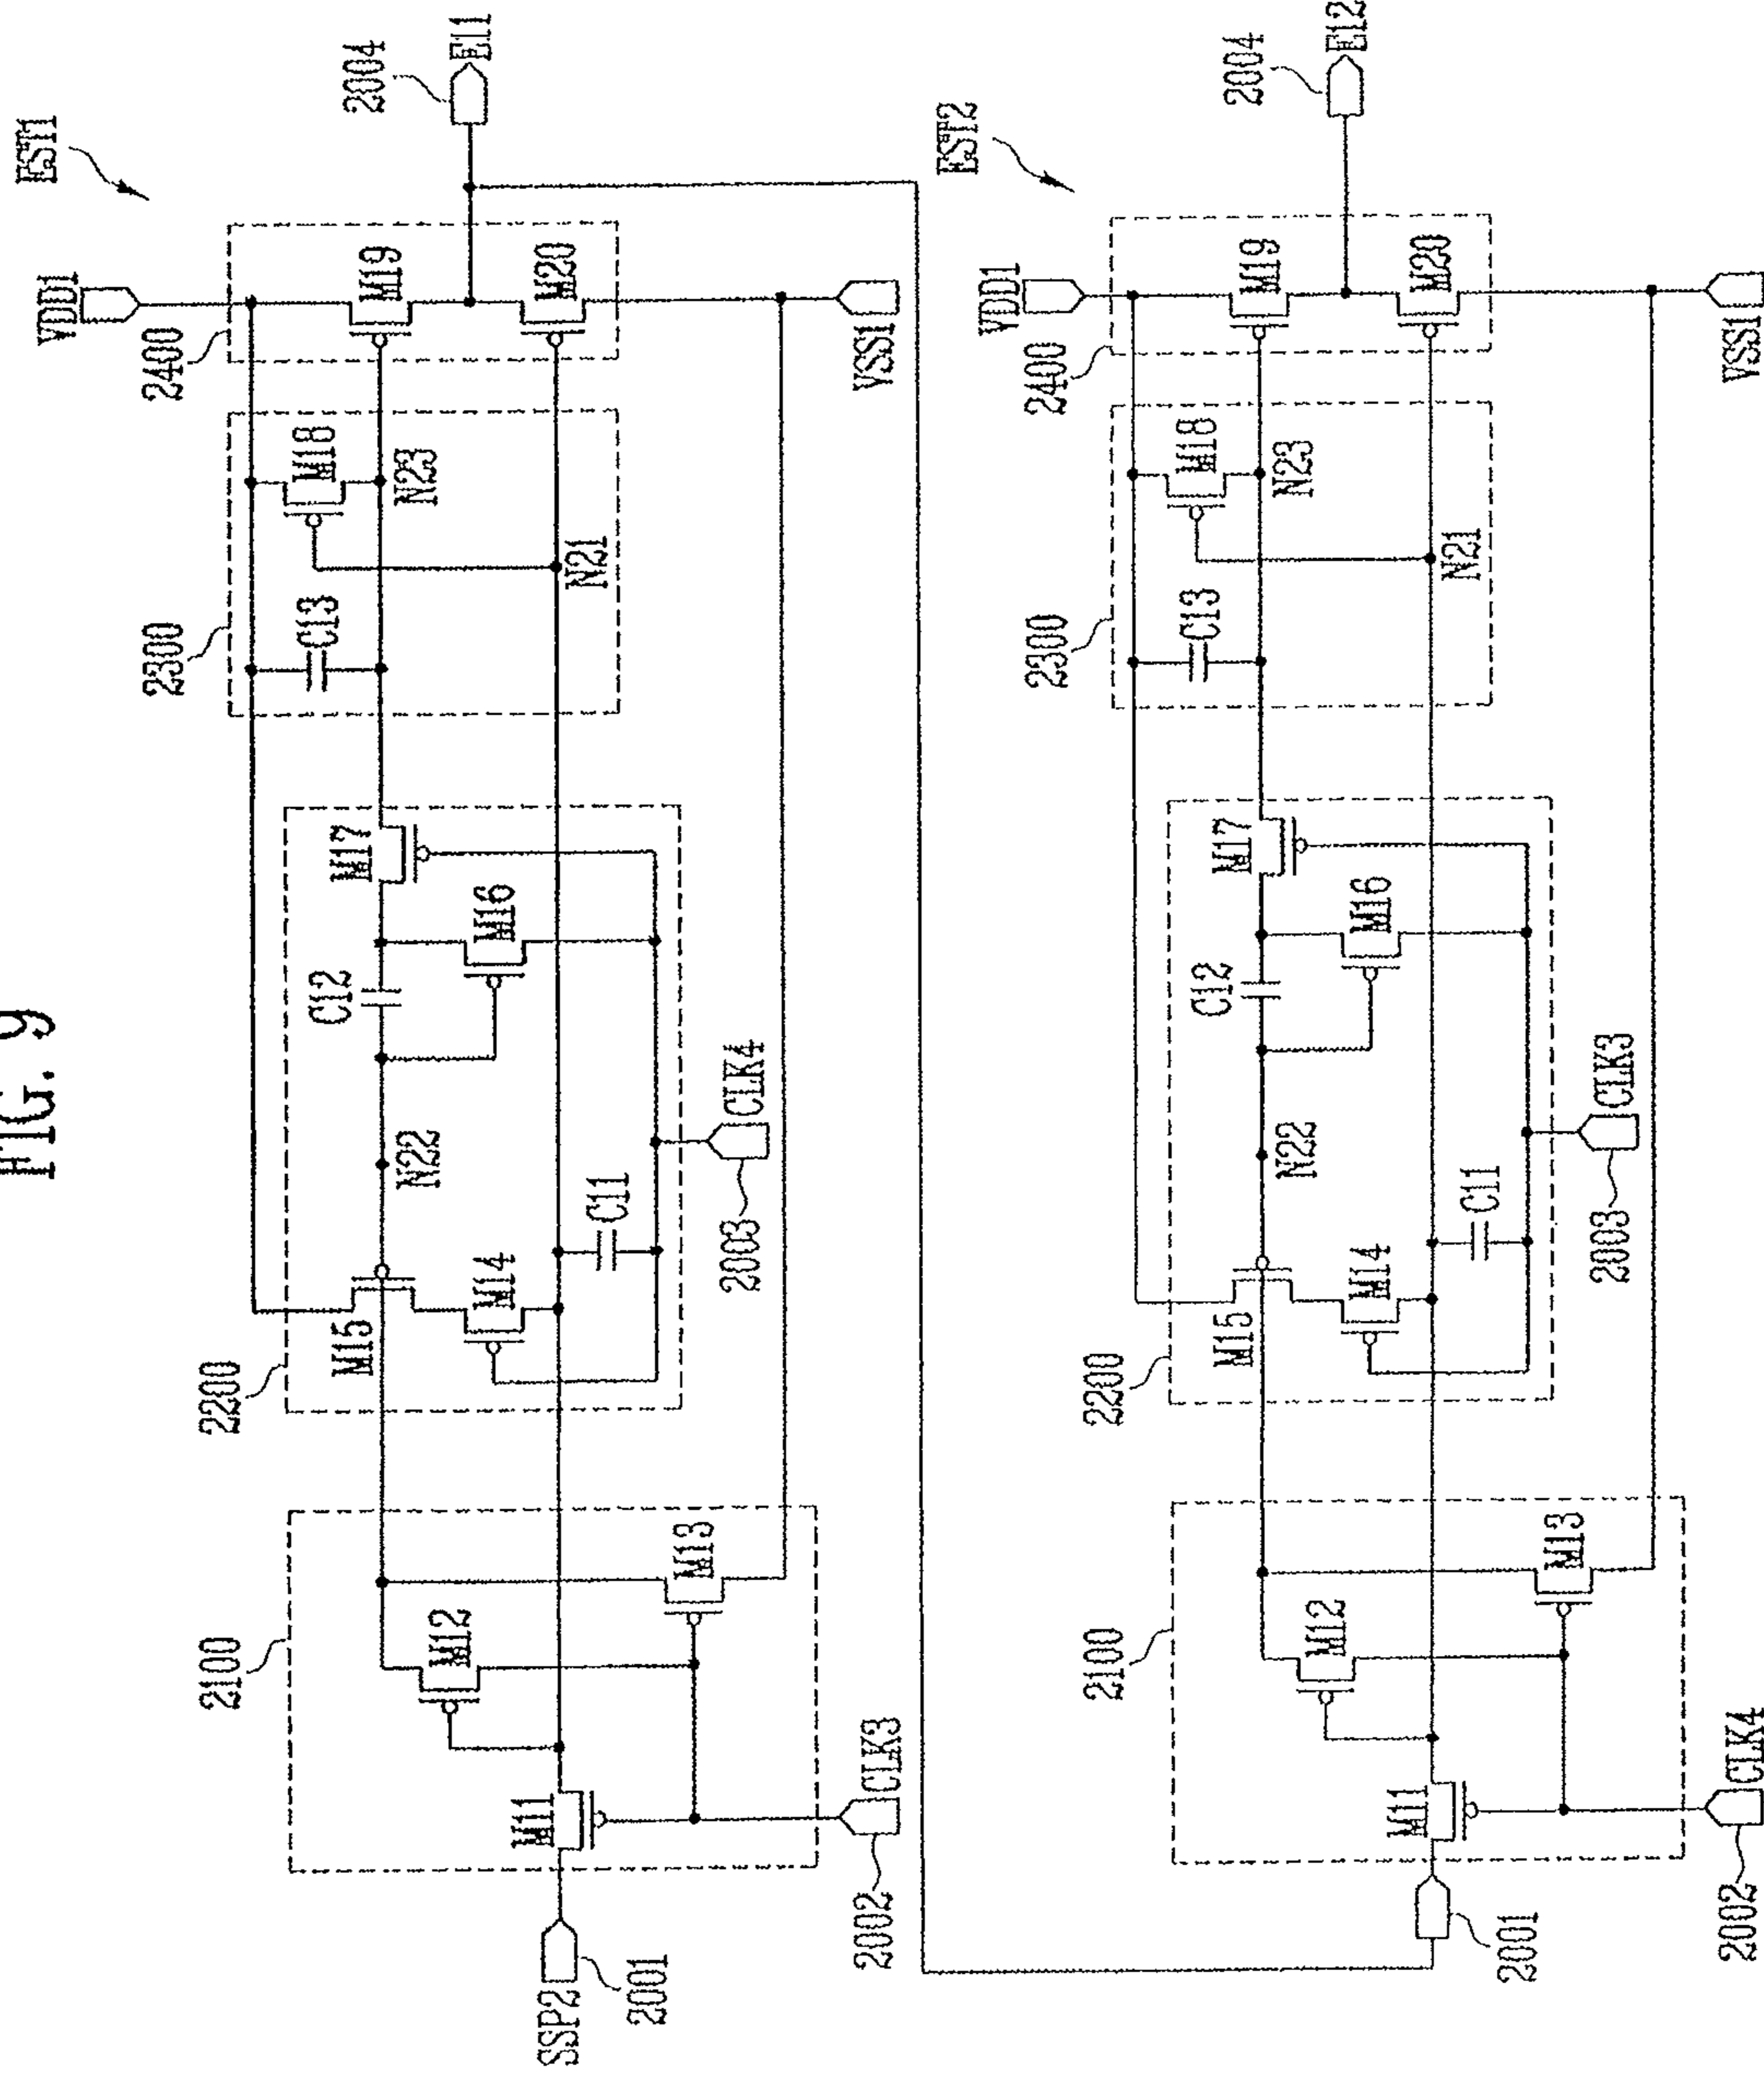 FIG. 9
EST1
VDD1
2400
2300
2200
2100
M19
M20
2004
E11
M18
C13
N23
N21
M17
M16
C12
N22
M15
M14
C11
M13
M12
M11
VSS1
CLK4
2003
CLK3
2002
SSP2
2001
EST2
VDD1
2400
2300
2200
2100
M19
M20
2004
E12
M18
C13
N23
N21
M17
M16
C12
N22
M15
M14
C11
M13
M12
M11
VSS1
CLK3
2003
CLK4
2002
2001